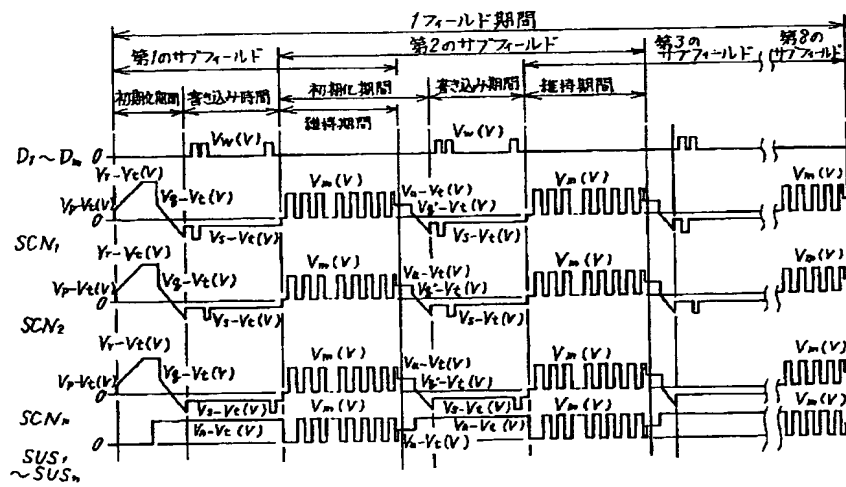 1フィールド期間
第1のサブフィールド
第2のサブフィールド
第3の
サブフィールド
第8の
サブフィールド
初期化期間
書き込み時間
初期化期間
維持期間
書き込み期間
維持期間
D₁〜Dₘ 0
Vw(V)
Vw(V)
Vr-Vt(V)
Vp-Vt(V)
0
Vg-Vt(V)
Vs-Vt(V)
Vm(V)
Va-Vt(V)
Vg'-Vt(V)
Vs-Vt(V)
Vm(V)
Vm(V)
SCN₁
Vr-Vt(V)
Vp-Vt(V)
0
Vg-Vt(V)
Vs-Vt(V)
Vm(V)
Va-Vt(V)
Vg'-Vt(V)
Vs-Vt(V)
Vm(V)
Vm(V)
SCN₂
Vr-Vt(V)
Vp-Vt(V)
0
Vg-Vt(V)
Vs-Vt(V)
Vm(V)
Va-Vt(V)
Vg'-Vt(V)
Vs-Vt(V)
Vm(V)
Vm(V)
SCNₙ
0
Va-Vt(V)
Vm(V)
Va-Vt(V)
Va-Vt(V)
Vm(V)
Vm(V)
SUS₁
〜SUSₙ